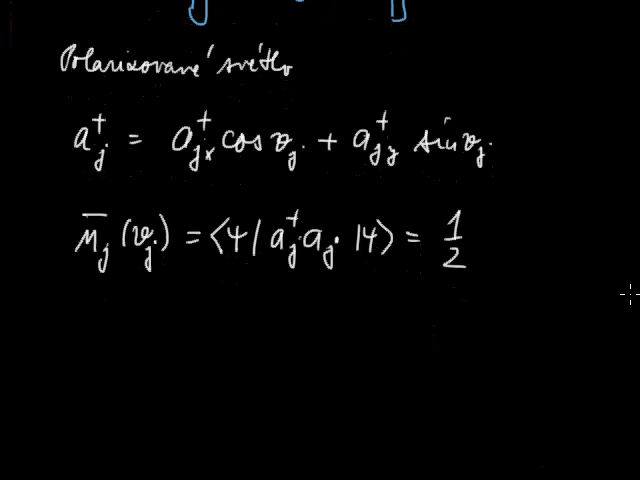 Polarizované světlo
a_j^† = a_{jx}^† cos ϑ_j + a_{jy}^† sin ϑ_j
n̄_j (ϑ_j) = ⟨ψ| a_j^† a_j |ψ⟩ = 1/2